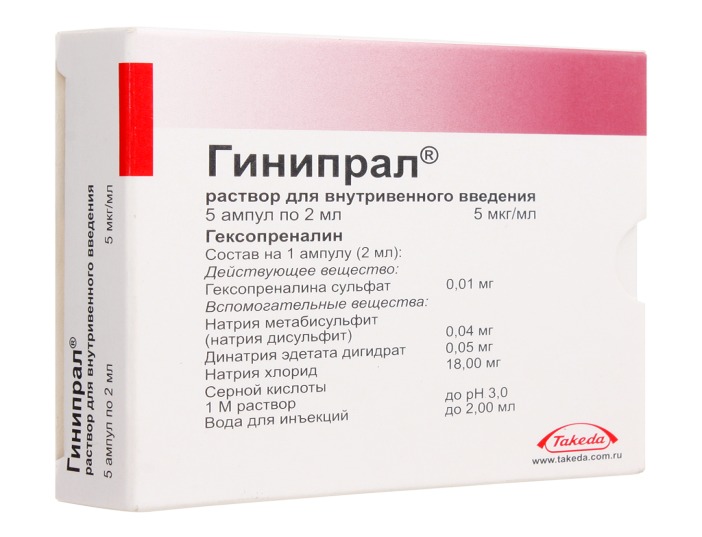 Гинипрал®
раствор для внутривенного введения
5 ампул по 2 мл 5 мкг/мл
Гексопреналин
Состав на 1 ампулу (2 мл):
Действующее вещество:
Гексопреналина сульфат 0,01 мг
Вспомогательные вещества:
Натрия метабисульфит
(натрия дисульфит) 0,04 мг
Динатрия эдетата дигидрат 0,05 мг
Натрия хлорид 18,00 мг
Серной кислоты
1 М раствор до pH 3,0
Вода для инъекций до 2,00 мл
Takeda
www.takeda.com.ru
Гинипрал®
раствор для внутривенного введения
5 ампул по 2 мл 5 мкг/мл